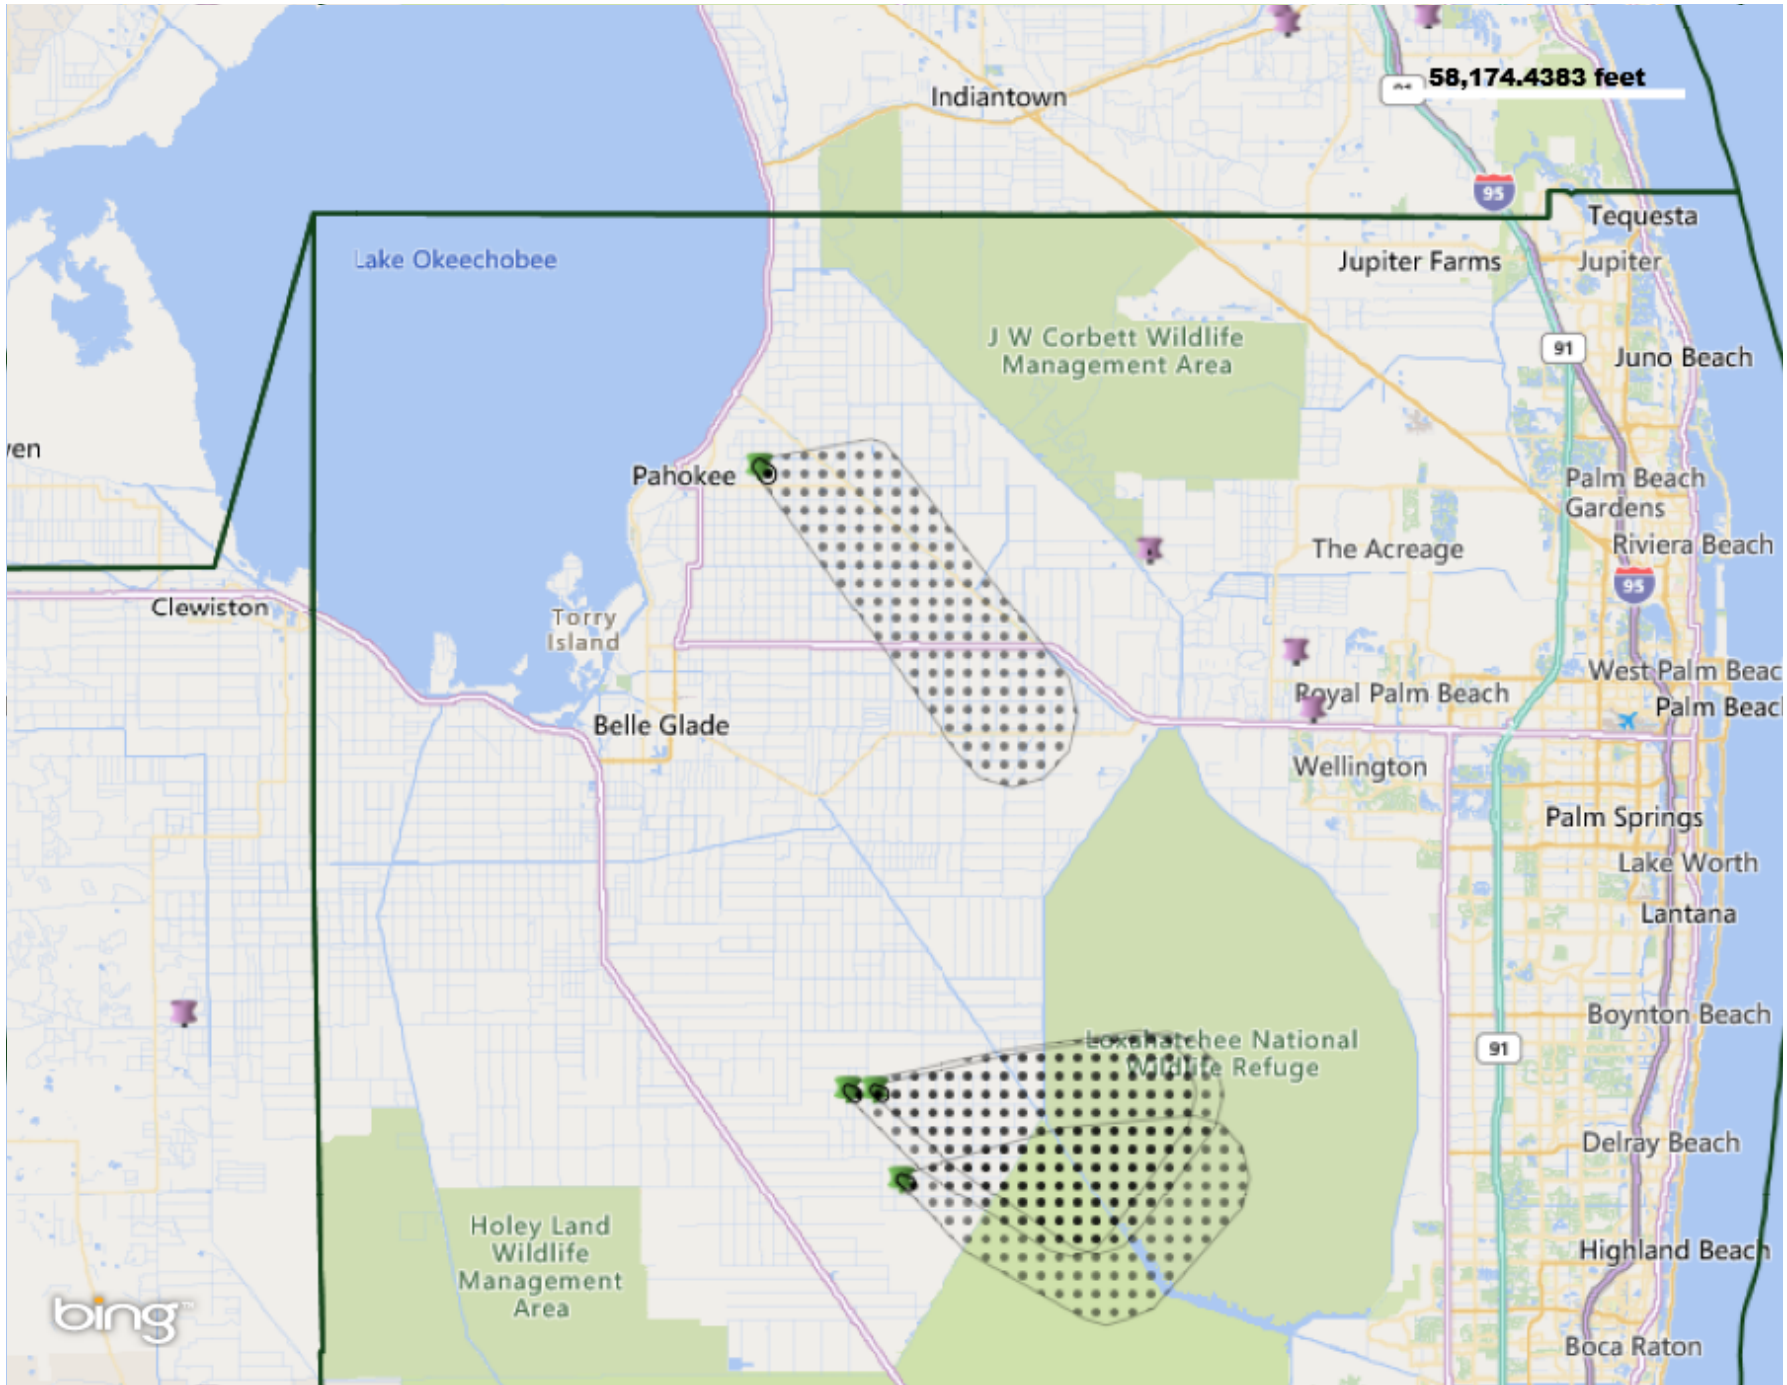 Indiantown
58,174.4383 feet
95
Tequesta
Lake Okeechobee
Jupiter Farms
Jupiter
J W Corbett Wildlife
Management Area
91
Juno Beach
Pahokee
Palm Beach
Gardens
The Acreage
Riviera Beach
95
Clewiston
Torry
Island
West Palm Beac
Royal Palm Beach
Palm Beach
Belle Glade
Wellington
Palm Springs
Lake Worth
Lantana
Boynton Beach
Loxahatchee National
Wildlife Refuge
91
Delray Beach
Holey Land
Wildlife
Management
Area
Highland Beach
bing™
Boca Raton